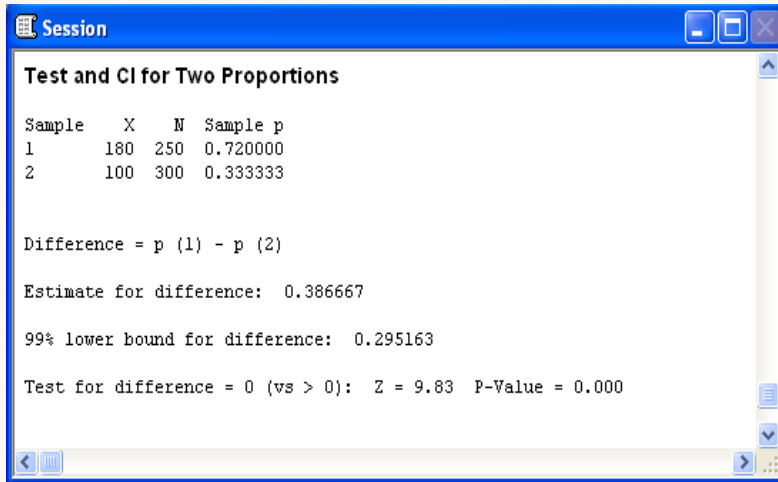 Session
Test and CI for Two Proportions
Sample X N Sample p
1 180 250 0.720000
2 100 300 0.333333
Difference = p (1) - p (2)
Estimate for difference: 0.386667
99% lower bound for difference: 0.295163
Test for difference = 0 (vs > 0): Z = 9.83 P-Value = 0.000